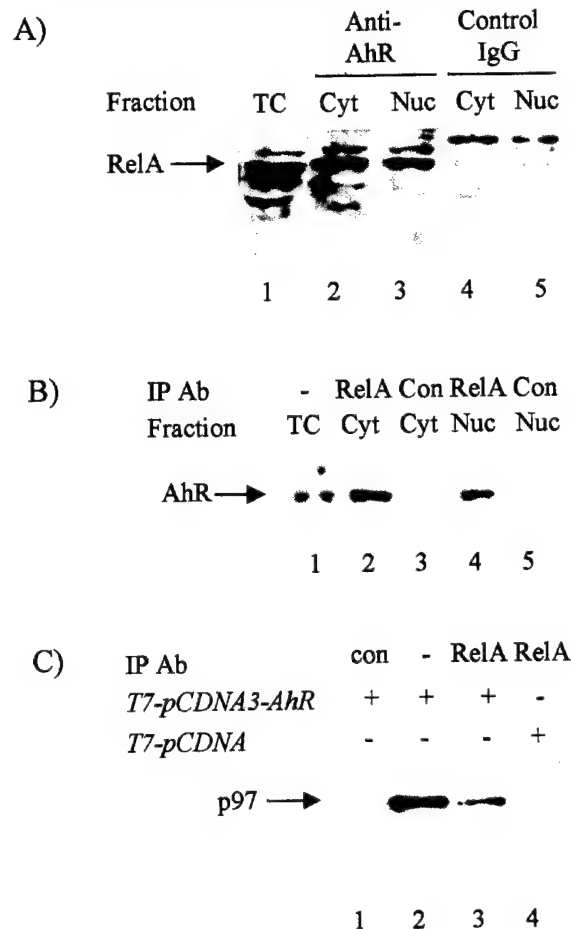 A)
Anti-AhR Control IgG
Fraction TC Cyt Nuc Cyt Nuc
RelA
1 2 3 4 5
B)
IP Ab - RelA Con RelA Con
Fraction TC Cyt Cyt Nuc Nuc
AhR
1 2 3 4 5
C)
IP Ab con - RelA RelA
T7-pCDNA3-AhR + + + -
T7-pCDNA - - - +
p97
1 2 3 4